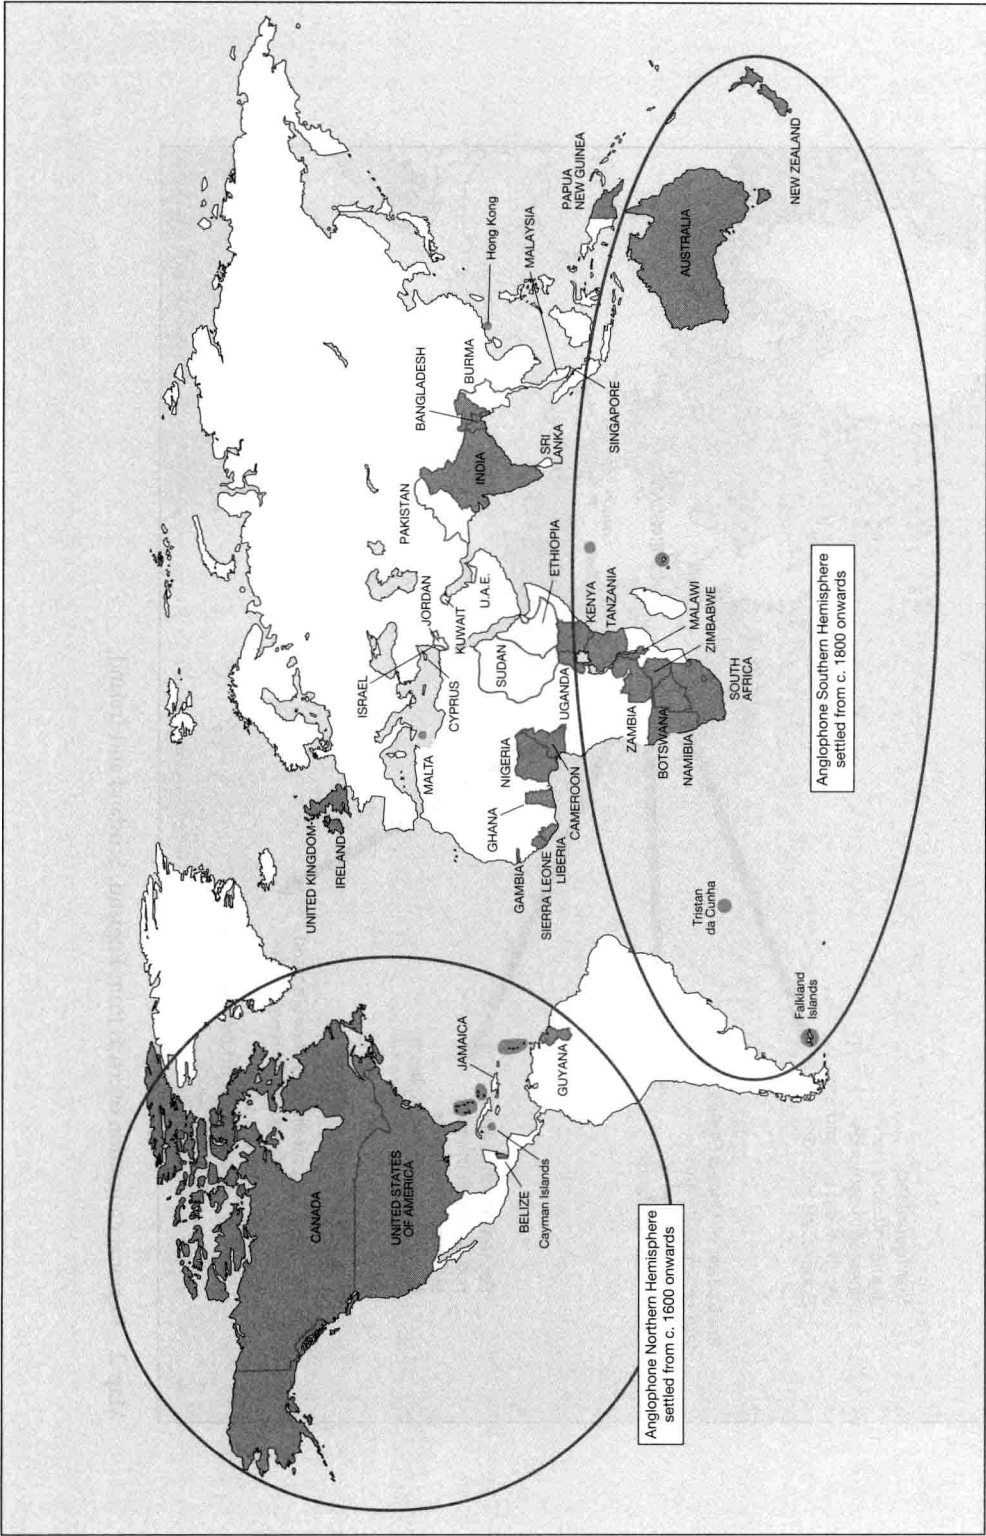 CANADA
UNITED STATES
OF AMERICA
BELIZE
Cayman Islands
JAMAICA
GUYANA
Anglophone Northern Hemisphere
settled from c. 1600 onwards
UNITED KINGDOM
IRELAND
Falkland
Islands
Tristan
da Cunha
GAMBIA
SIERRA LEONE
LIBERIA
GHANA
CAMEROON
NIGERIA
MALTA
ISRAEL
CYPRUS
JORDAN
KUWAIT
U.A.E.
SUDAN
UGANDA
ETHIOPIA
KENYA
TANZANIA
MALAWI
ZIMBABWE
ZAMBIA
BOTSWANA
NAMIBIA
SOUTH
AFRICA
PAKISTAN
INDIA
BANGLADESH
BURMA
SRI
LANKA
SINGAPORE
MALAYSIA
Hong Kong
PAPUA
NEW GUINEA
AUSTRALIA
NEW ZEALAND
Anglophone Southern Hemisphere
settled from c. 1800 onwards